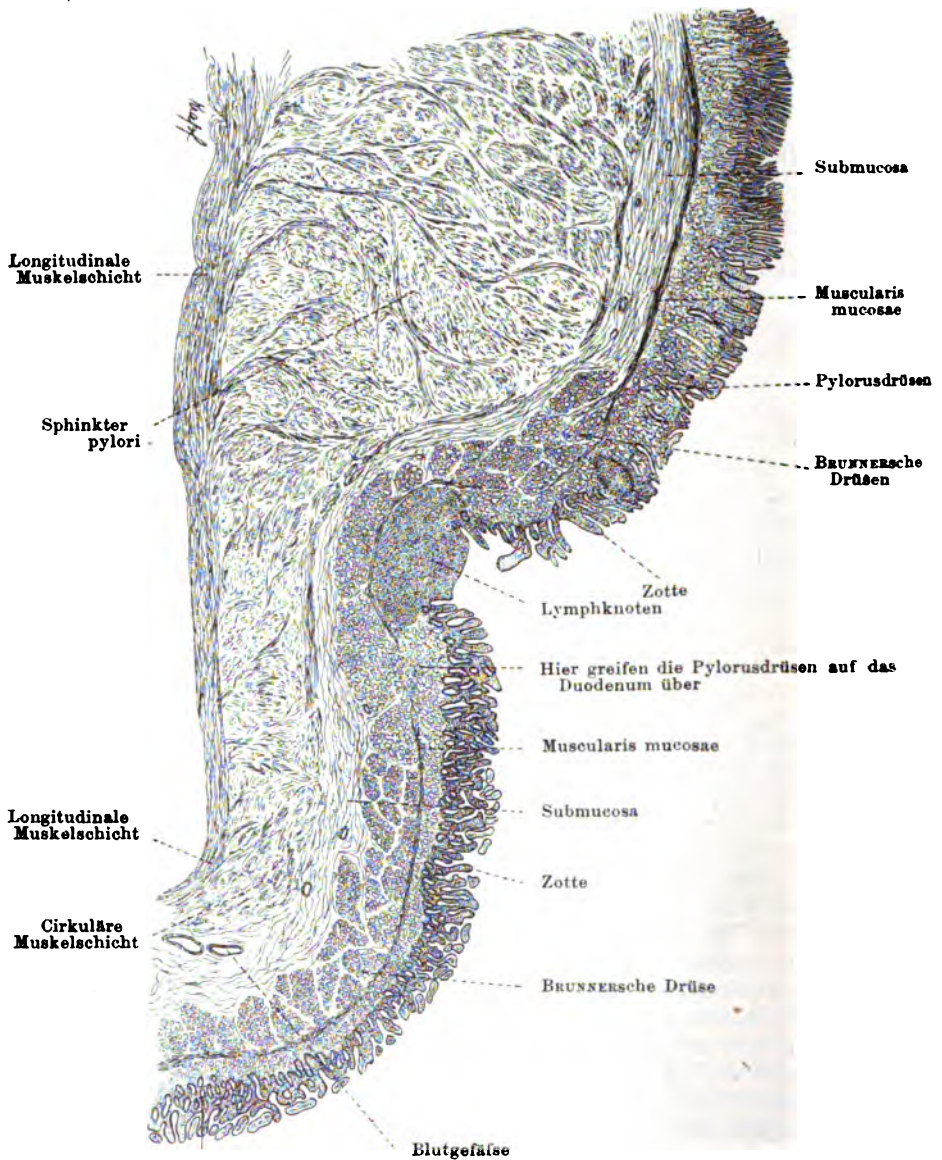 Submucosa
Longitudinale
Muskelschicht
Muscularis
mucosae
Pylorusdrüsen
Sphinkter
pylori
BRUNNERsche
Drüsen
Zotte
Lymphknoten
Hier greifen die Pylorusdrüsen auf das
Duodenum über
Muscularis mucosae
Longitudinale
Muskelschicht
Submucosa
Zotte
Cirkuläre
Muskelschicht
BRUNNERsche Drüse
Blutgefäſse